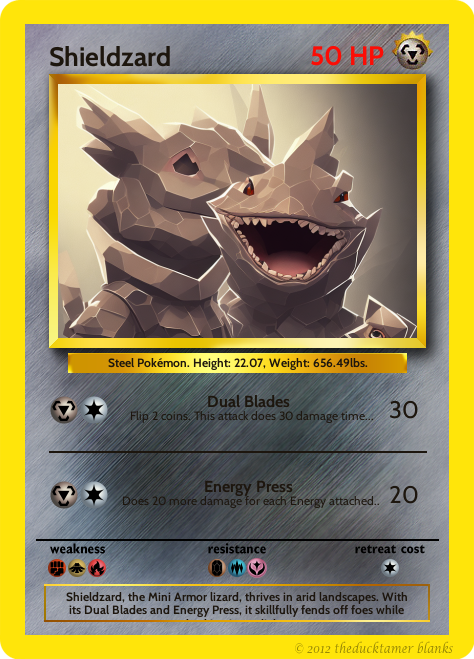 Shieldzard
50 HP
Steel Pokémon. Height: 22.07, Weight: 656.49lbs.
Dual Blades
Flip 2 coins. This attack does 30 damage time...
30
Energy Press
Does 20 more damage for each Energy attached..
20
weakness
resistance
retreat cost
Shieldzard, the Mini Armor lizard, thrives in arid landscapes. With
its Dual Blades and Energy Press, it skillfully fends off foes while
© 2012 theducktamer blanks